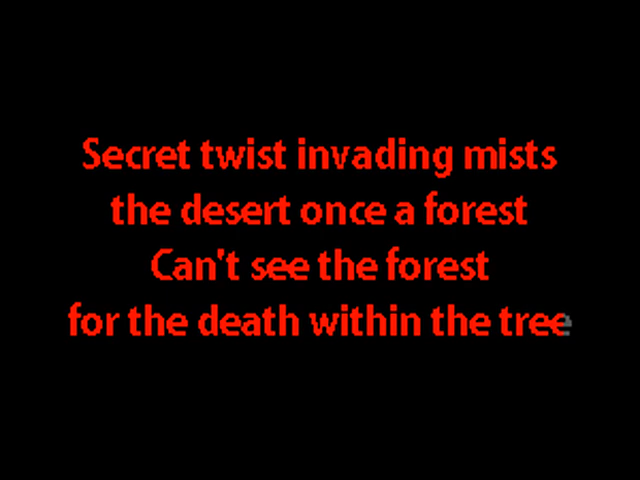 Secret twist invading mists
the desert once a forest
Can't see the forest
for the death within the tree